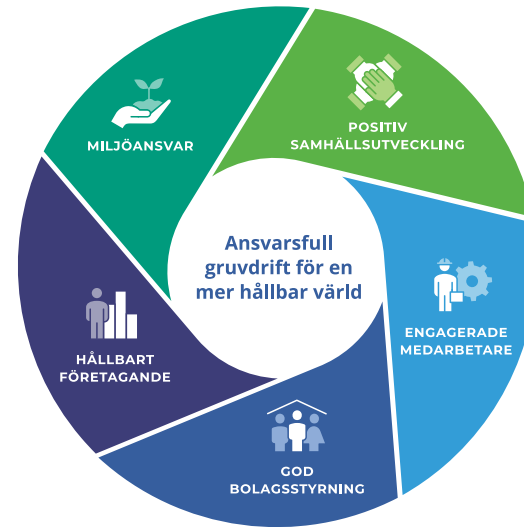 MILJÖANSVAR
POSITIV
SAMHÄLLSUTVECKLING
Ansvarsfull
gruvdrift för en
mer hållbar värld
ENGAGERADE
MEDARBETARE
HÅLLBART
FÖRETAGANDE
GOD
BOLAGSSTYRNING